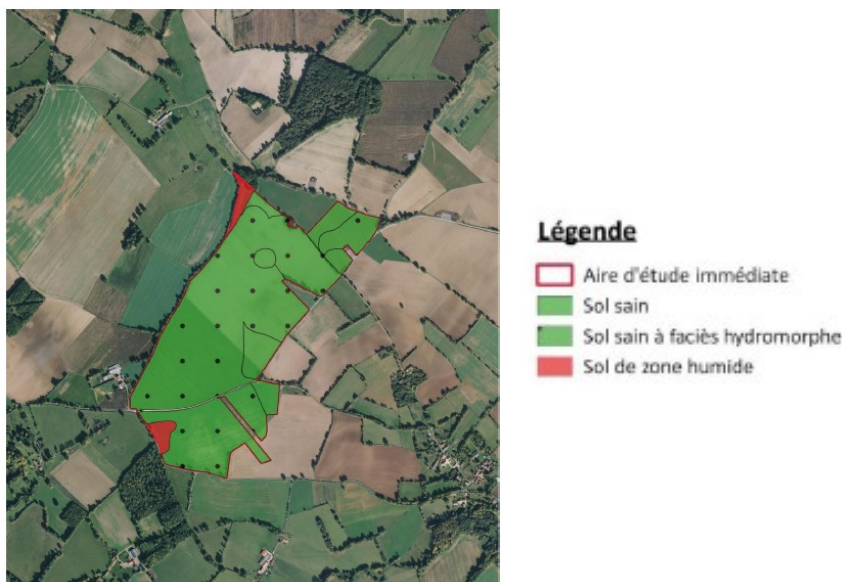 Légende
Aire d'étude immédiate
Sol sain
Sol sain à faciès hydromorphe
Sol de zone humide